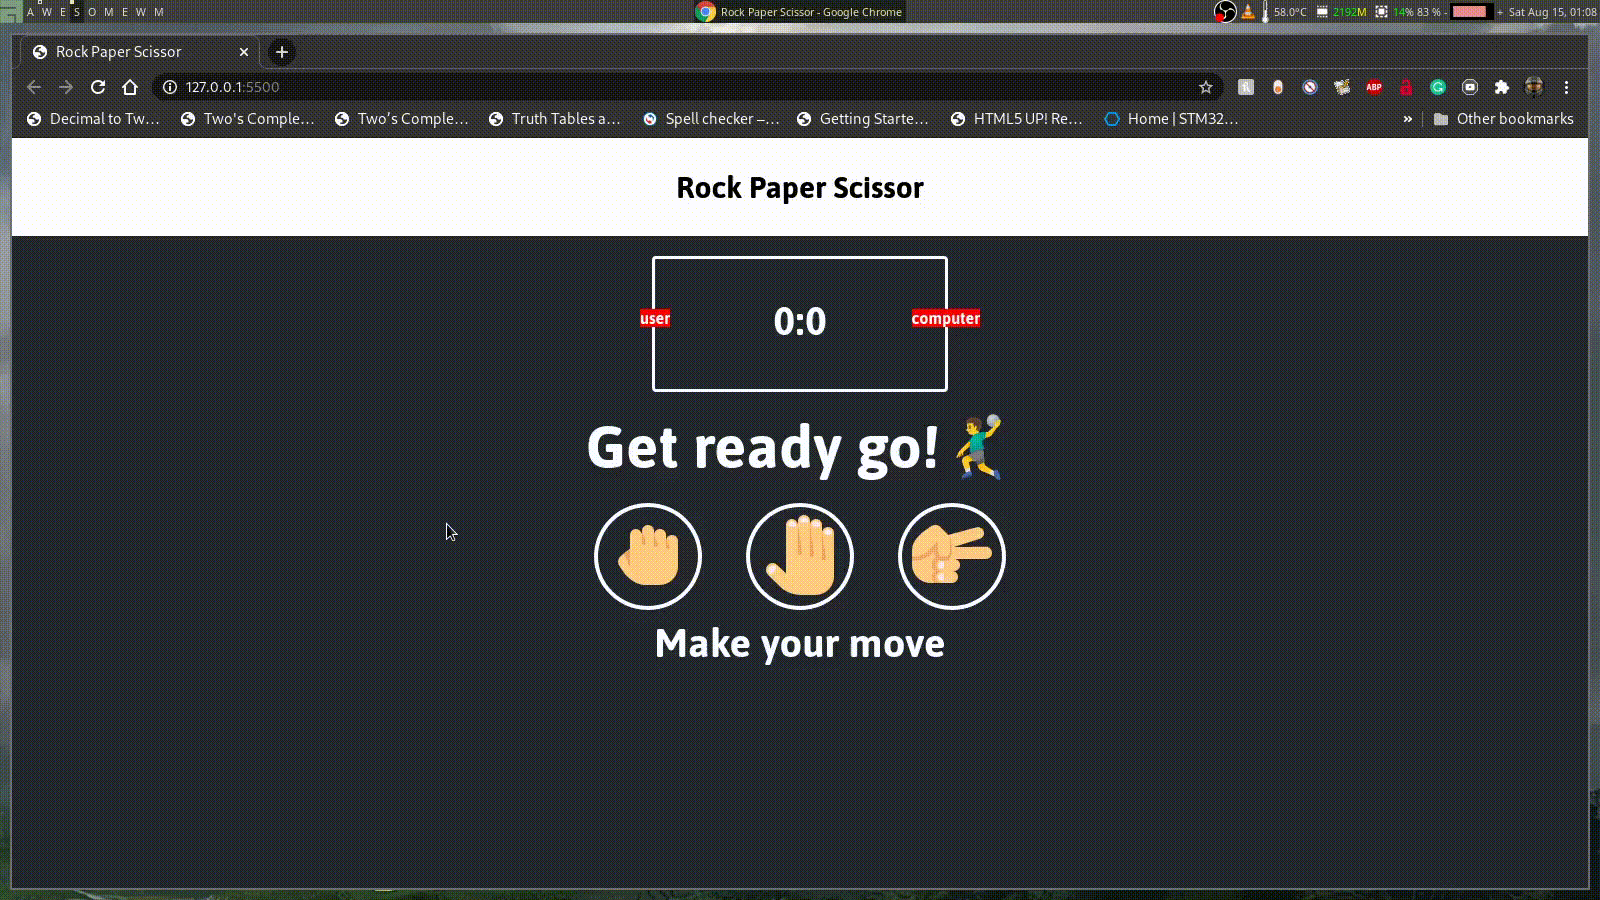 A W E S O M E W M
Rock Paper Scissor - Google Chrome
58.0°C 2192M 14% 83 % - + Sat Aug 15, 01:08
Rock Paper Scissor
127.0.0.1:5500
ABP
Decimal to Tw… Two's Comple… Two’s Comple… Truth Tables a… Spell checker –… Getting Starte… HTML5 UP! Re… Home | STM32… » Other bookmarks
Rock Paper Scissor
user 0:0 computer
Get ready go!
Make your move